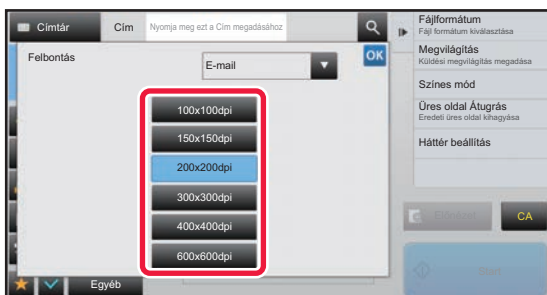 Címtár
Cím
Nyomja meg ezt a Cím megadásához
Felbontás
E-mail
OK
100x100dpi
150x150dpi
200x200dpi
300x300dpi
400x400dpi
600x600dpi
Egyéb
Fájlformátum
Fájl formátum kiválasztása
Megvilágítás
Küldési megvilágítás megadása
Színes mód
Üres oldal Átugrás
Eredeti üres oldal kihagyása
Háttér beállítás
CA
Start